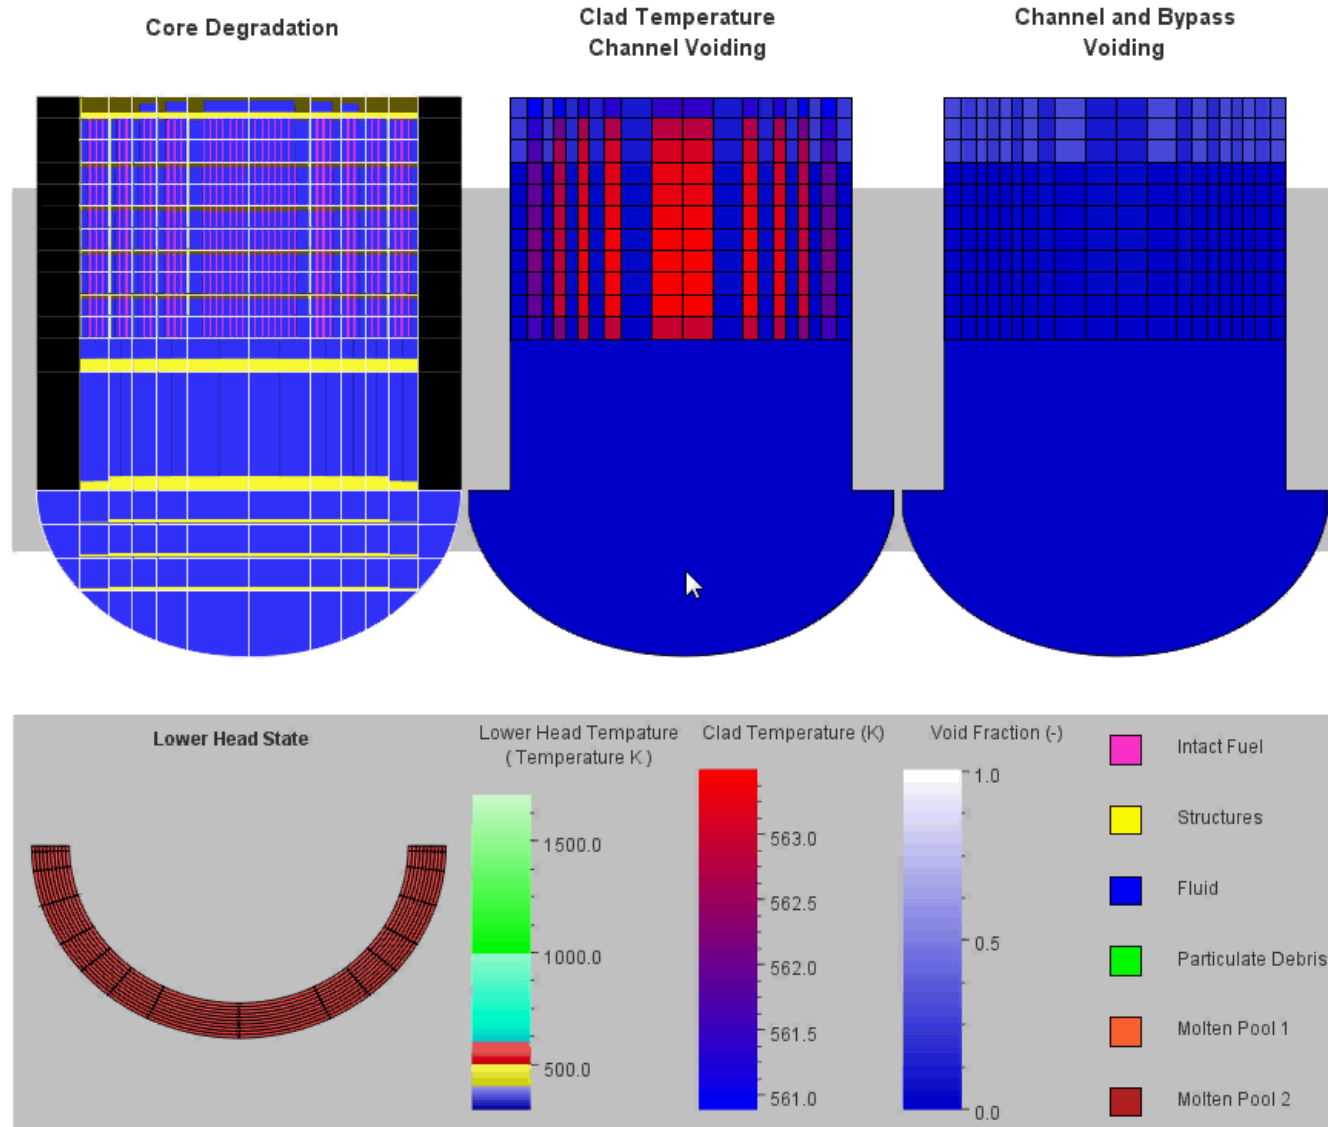 Core Degradation
Clad Temperature
Channel Voiding
Channel and Bypass
Voiding
Lower Head State
Lower Head Tempature
( Temperature K )
1500.0
1000.0
500.0
Clad Temperature (K)
563.0
562.5
562.0
561.5
561.0
Void Fraction (-)
1.0
0.5
0.0
Intact Fuel
Structures
Fluid
Particulate Debris
Molten Pool 1
Molten Pool 2